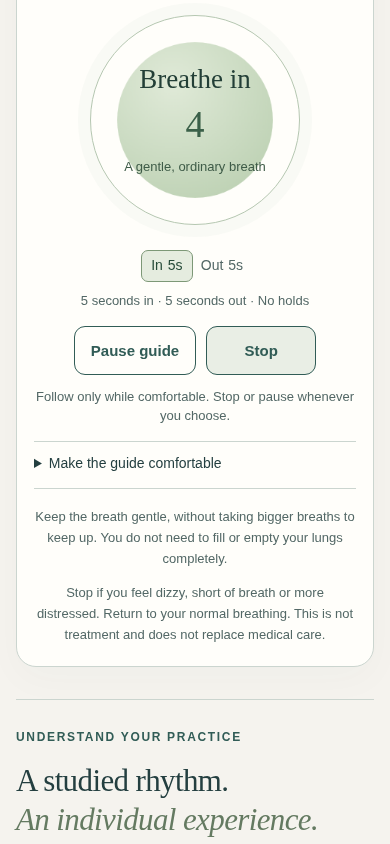 Breathe in
4
A gentle, ordinary breath
In 5s Out 5s
5 seconds in · 5 seconds out · No holds
Pause guide Stop
Follow only while comfortable. Stop or pause whenever
you choose.
Make the guide comfortable
Keep the breath gentle, without taking bigger breaths to
keep up. You do not need to fill or empty your lungs
completely.
Stop if you feel dizzy, short of breath or more
distressed. Return to your normal breathing. This is not
treatment and does not replace medical care.
UNDERSTAND YOUR PRACTICE
A studied rhythm.
An individual experience.